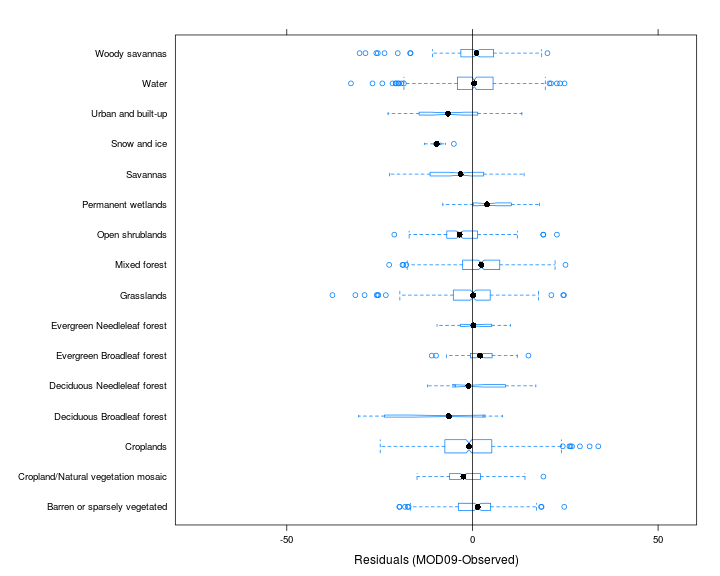 Woody savannas
Water
Urban and built-up
Snow and ice
Savannas
Permanent wetlands
Open shrublands
Mixed forest
Grasslands
Evergreen Needleleaf forest
Evergreen Broadleaf forest
Deciduous Needleleaf forest
Deciduous Broadleaf forest
Croplands
Cropland/Natural vegetation mosaic
Barren or sparsely vegetated
-50 0 50
Residuals (MOD09-Observed)